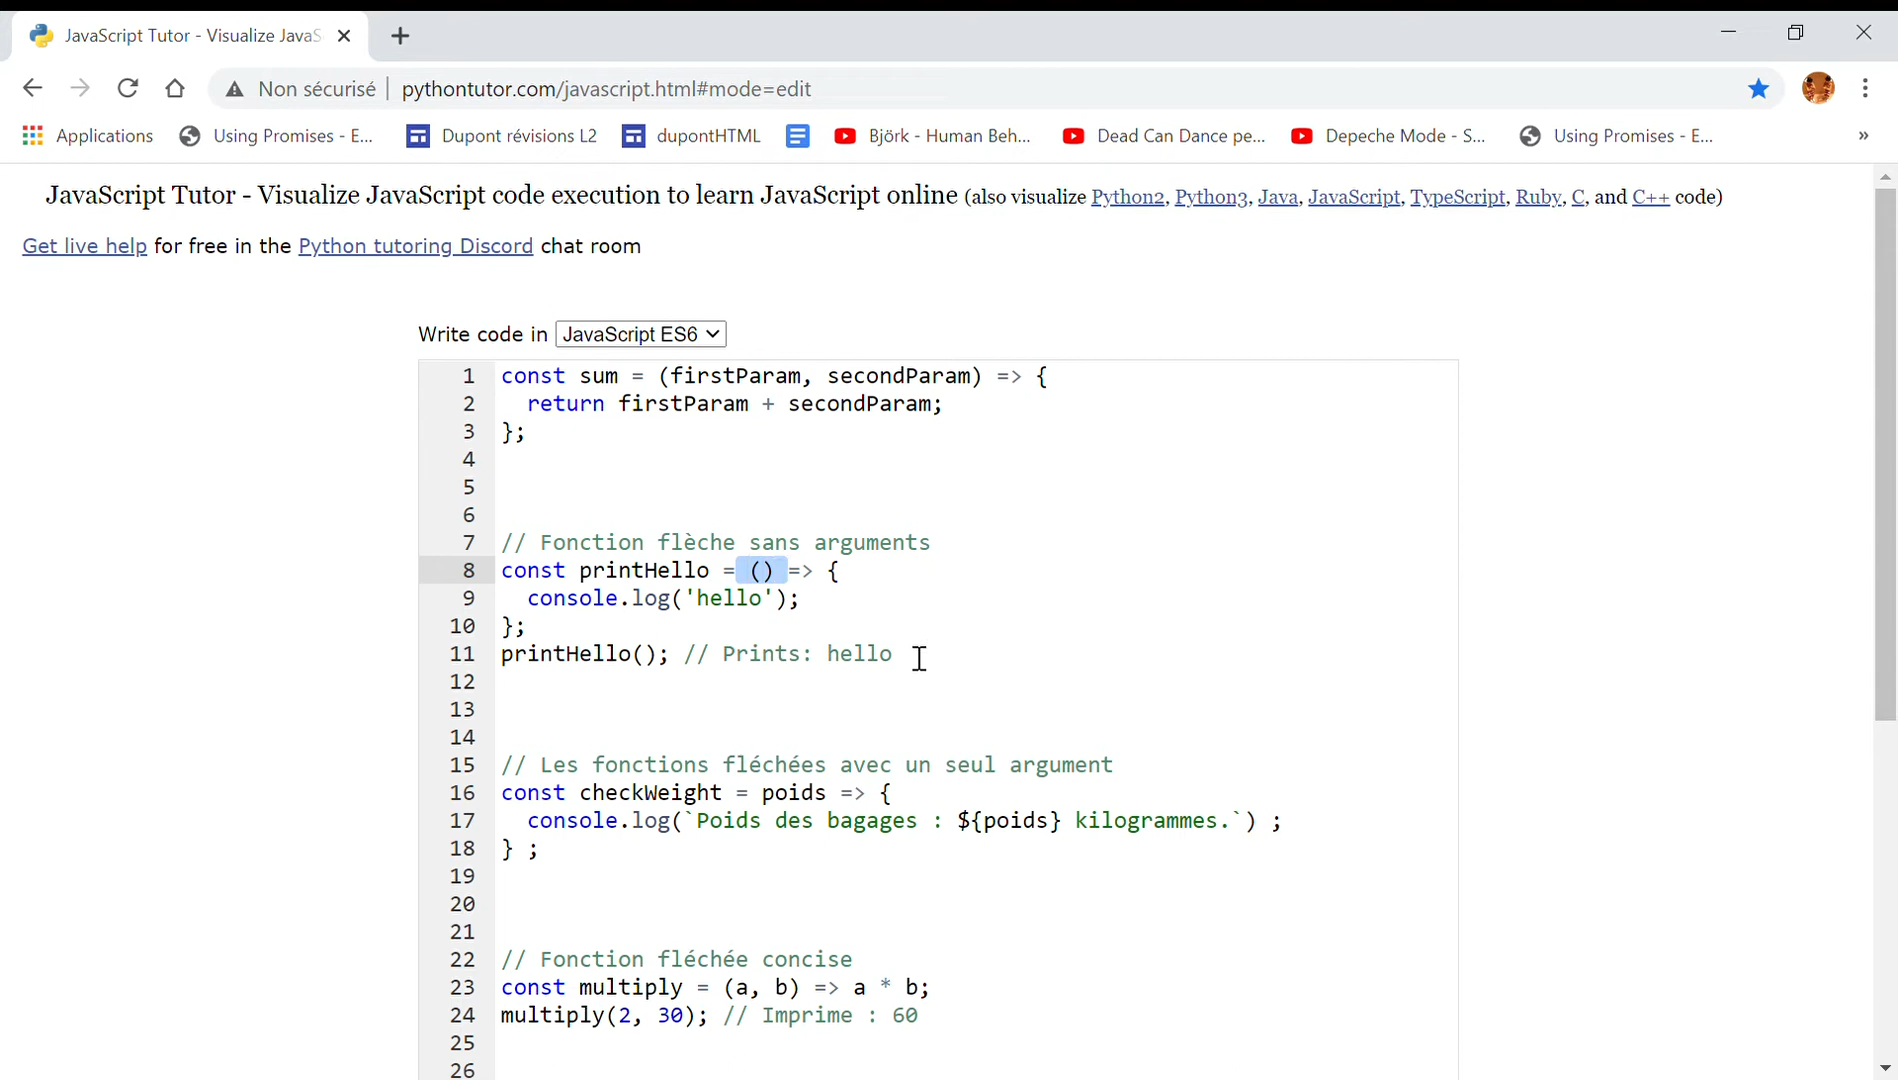 JavaScript Tutor - Visualize JavaS
Non sécurisé | pythontutor.com/javascript.html#mode=edit
Applications Using Promises - E... Dupont révisions L2 dupontHTML Björk - Human Beh... Dead Can Dance pe... Depeche Mode - S... Using Promises - E... »
JavaScript Tutor - Visualize JavaScript code execution to learn JavaScript online (also visualize Python2, Python3, Java, JavaScript, TypeScript, Ruby, C, and C++ code)
Get live help for free in the Python tutoring Discord chat room
Write code in JavaScript ES6
1 const sum = (firstParam, secondParam) => {
2   return firstParam + secondParam;
3 };
4
5
6
7 // Fonction flèche sans arguments
8 const printHello = () => {
9   console.log('hello');
10 };
11 printHello(); // Prints: hello
12
13
14
15 // Les fonctions fléchées avec un seul argument
16 const checkWeight = poids => {
17   console.log(`Poids des bagages : ${poids} kilogrammes.`) ;
18 } ;
19
20
21
22 // Fonction fléchée concise
23 const multiply = (a, b) => a * b;
24 multiply(2, 30); // Imprime : 60
25
26